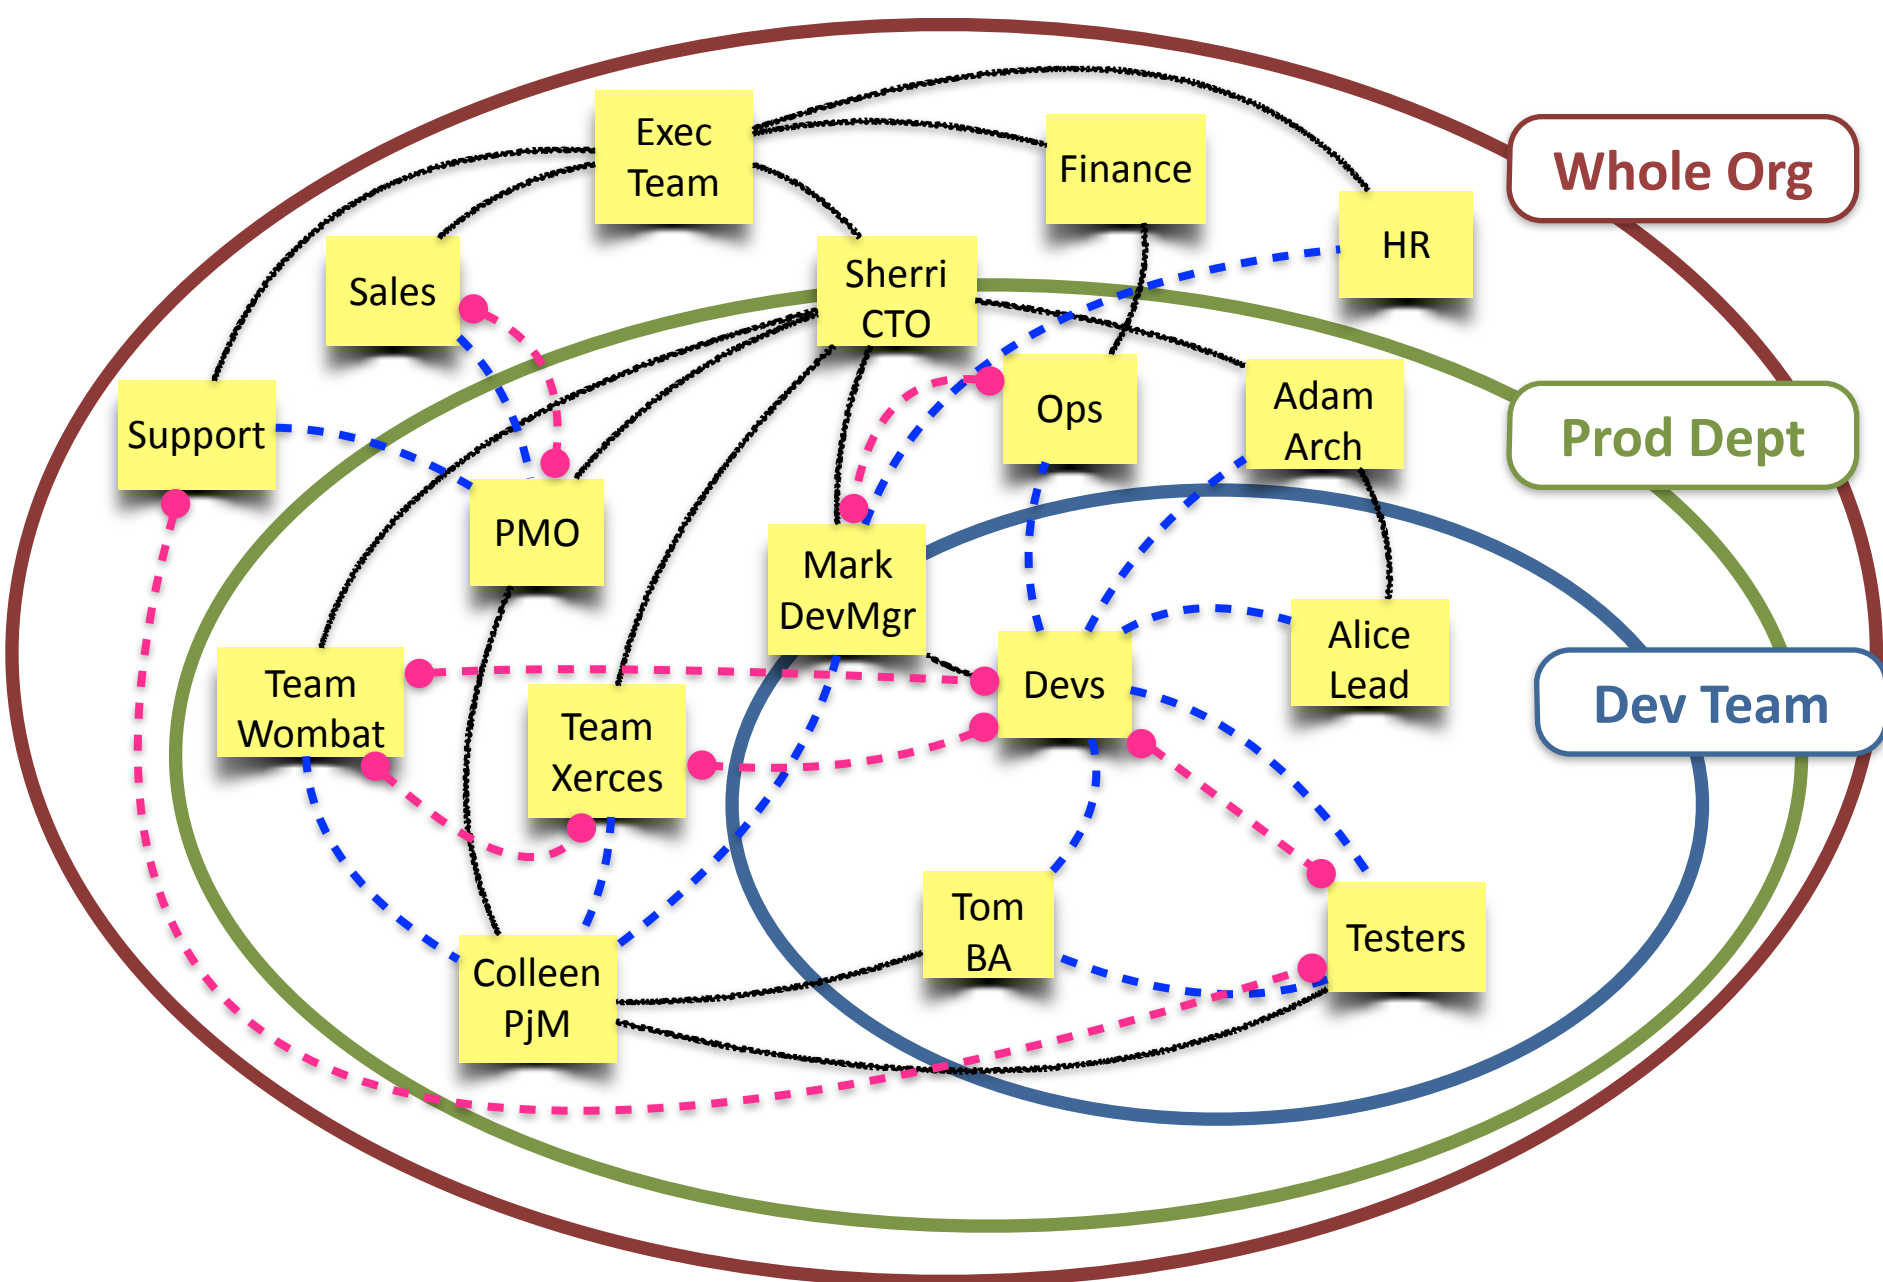 Exec
Team
Finance
Whole Org
HR
Sales
Sherri
CTO
Support
Ops
Adam
Arch
Prod Dept
PMO
Mark
DevMgr
Alice
Lead
Team
Wombat
Team
Xerces
Devs
Dev Team
Tom
BA
Testers
Colleen
PjM